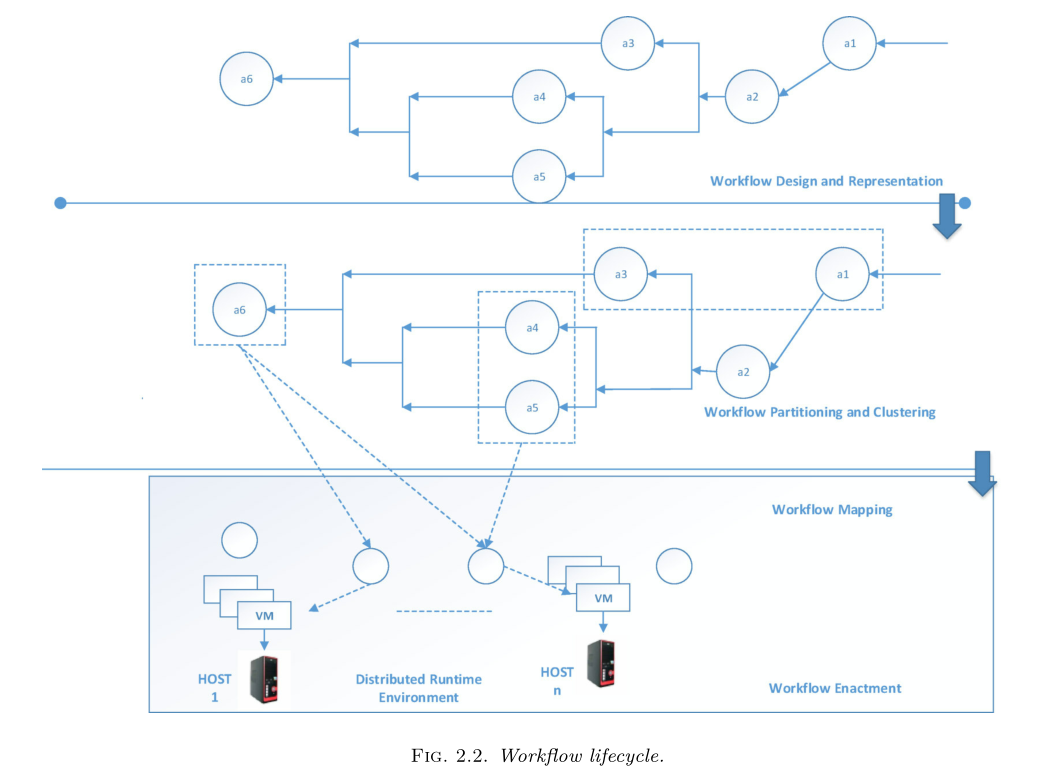 a3
a1
a6
a4
a2
a5
Workflow Design and Representation
a3
a1
a6
a4
a2
a5
Workflow Partitioning and Clustering
Workflow Mapping
VM
VM
HOST
1
Distributed Runtime
Environment
HOST
n
Workflow Enactment
FIG. 2.2. Workflow lifecycle.